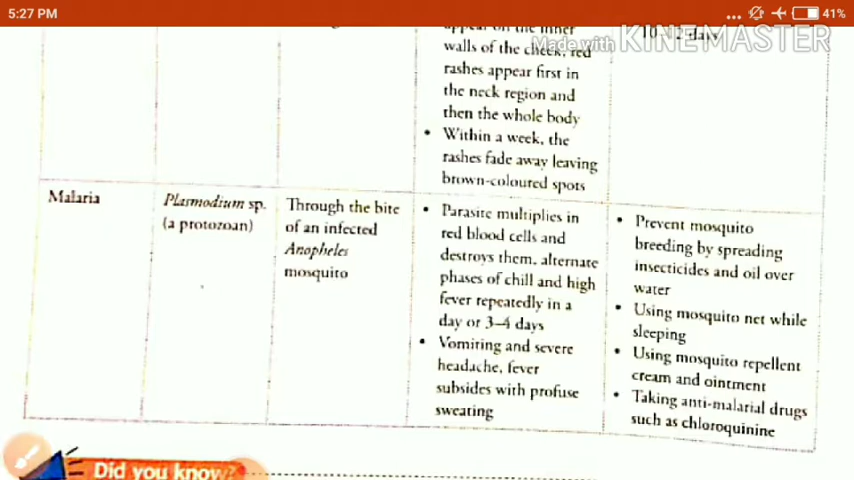 5:27 PM
41%
Made with KINEMASTER
walls of the cheek, red
rashes appear first in
the neck region and
then the whole body
• Within a week, the
rashes fade away leaving
brown-coloured spots
10–12 days
Malaria
Plasmodium sp.
(a protozoan)
Through the bite
of an infected
Anopheles
mosquito
• Parasite multiplies in
red blood cells and
destroys them, alternate
phases of chill and high
fever repeatedly in a
day or 3–4 days
• Vomiring and severe
headache, fever
subsides with profuse
sweating
• Prevent mosquito
breeding by spreading
insecticides and oil over
water
• Using mosquito net while
sleeping
• Using mosquito repellent
cream and ointment
• Taking anti-malarial drugs
such as chloroquinine
Did you know?